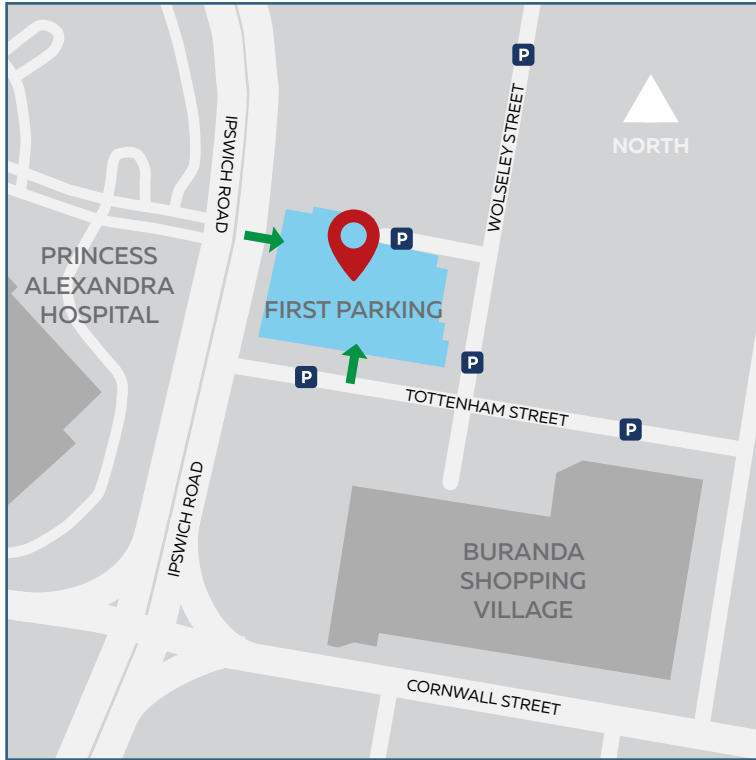 P
WOLSELEY STREET
NORTH
IPSWICH ROAD
P
PRINCESS
ALEXANDRA
HOSPITAL
FIRST PARKING
P
P
TOTTENHAM STREET
P
IPSWICH ROAD
BURANDA
SHOPPING
VILLAGE
CORNWALL STREET